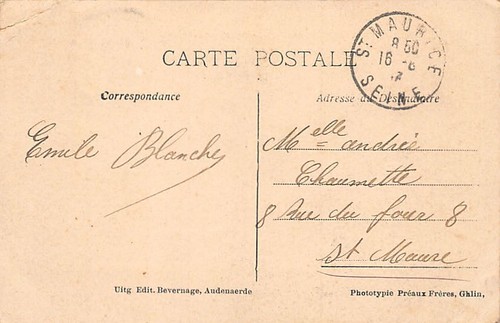 CARTE POSTALE
ST MAURICE
8 50
16 - 6
SEINE
Correspondance
Adresse du Destinataire
Emile Blanche
Melle andrée
Chaumette
8 Rue du four 8
St Maure
Uitg Edit. Bevernage, Audenaerde
Phototypie Préaux Frères, Ghlin,